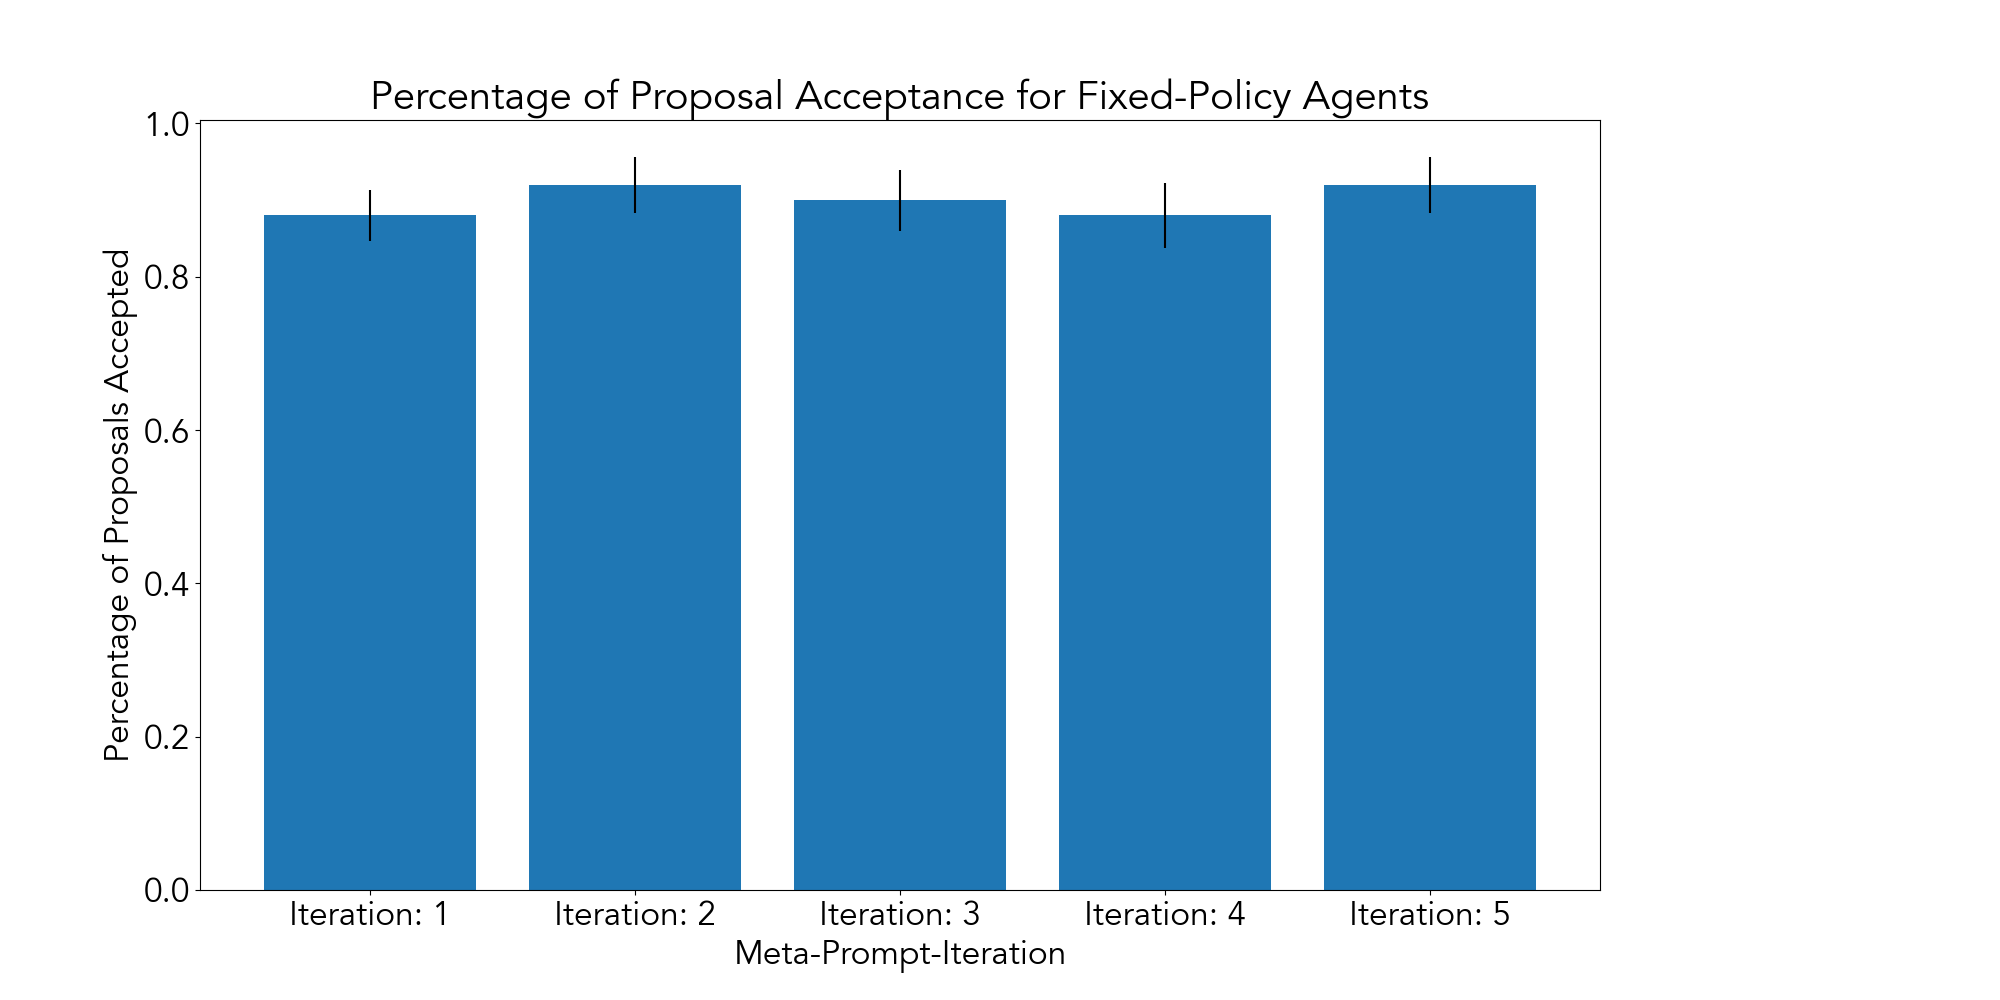 Percentage of Proposal Acceptance for Fixed-Policy Agents
Percentage of Proposals Accepted
1.0
0.8
0.6
0.4
0.2
0.0
Iteration: 1
Iteration: 2
Iteration: 3
Iteration: 4
Iteration: 5
Meta-Prompt-Iteration